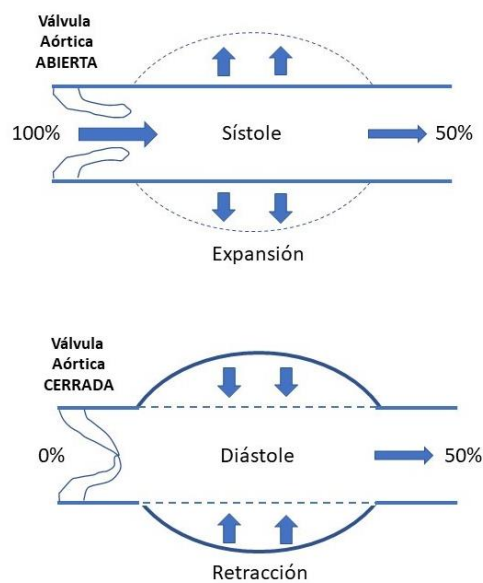 Válvula
Aórtica
ABIERTA
100%
Sístole
50%
Expansión
Válvula
Aórtica
CERRADA
0%
Diástole
50%
Retracción